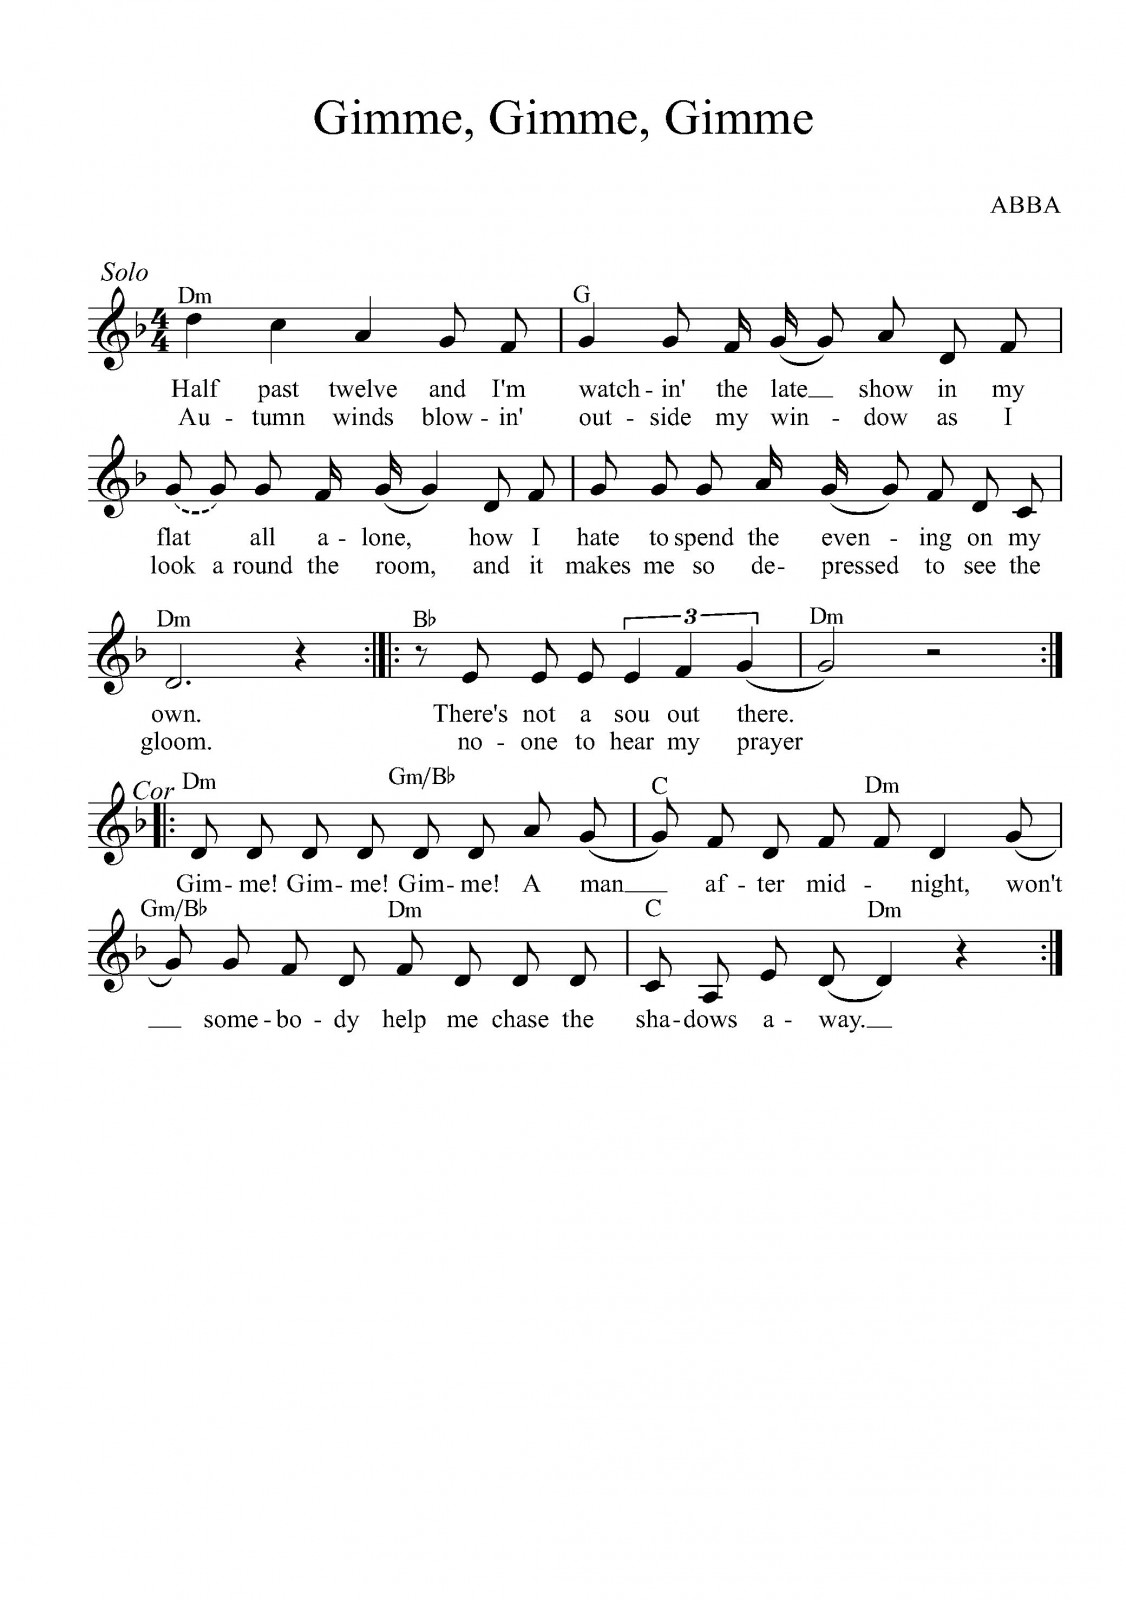 Gimme, Gimme, Gimme
ABBA
Solo
Dm G
4 4
Half past twelve and I'm watch-in' the late_ show in my
Au - tumn winds blow-in' out- side my win - dow as I
flat all a-lone, how I hate to spend the even - ing on my
look a round the room, and it makes me so de- pressed to see the
Dm B♭ 3 Dm
own. There's not a sou out there.
gloom. no - one to hear my prayer
Cor Dm Gm/B♭ C Dm
Gim-me! Gim-me! Gim-me! A man__ af-ter mid - night, won't
Gm/B♭ Dm C Dm
__ some-bo-dy help me chase the sha-dows a- way._